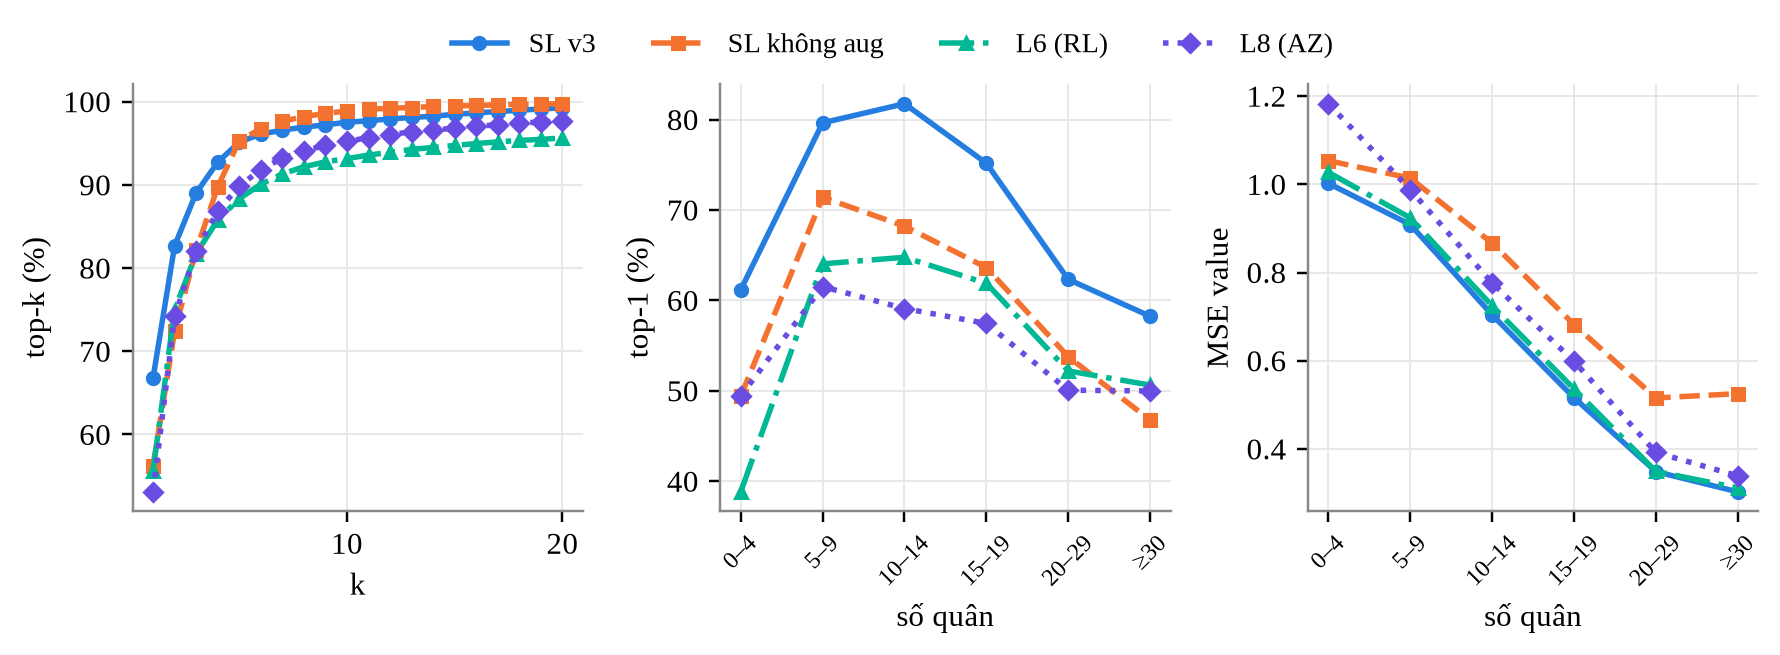 SL v3 SL không aug L6 (RL) L8 (AZ)
top-k (%)
100
90
80
70
60
10 20
k
top-1 (%)
80
70
60
50
40
0–4 5–9 10–14 15–19 20–29 ≥30
số quân
MSE value
1.2
1.0
0.8
0.6
0.4
0–4 5–9 10–14 15–19 20–29 ≥30
số quân